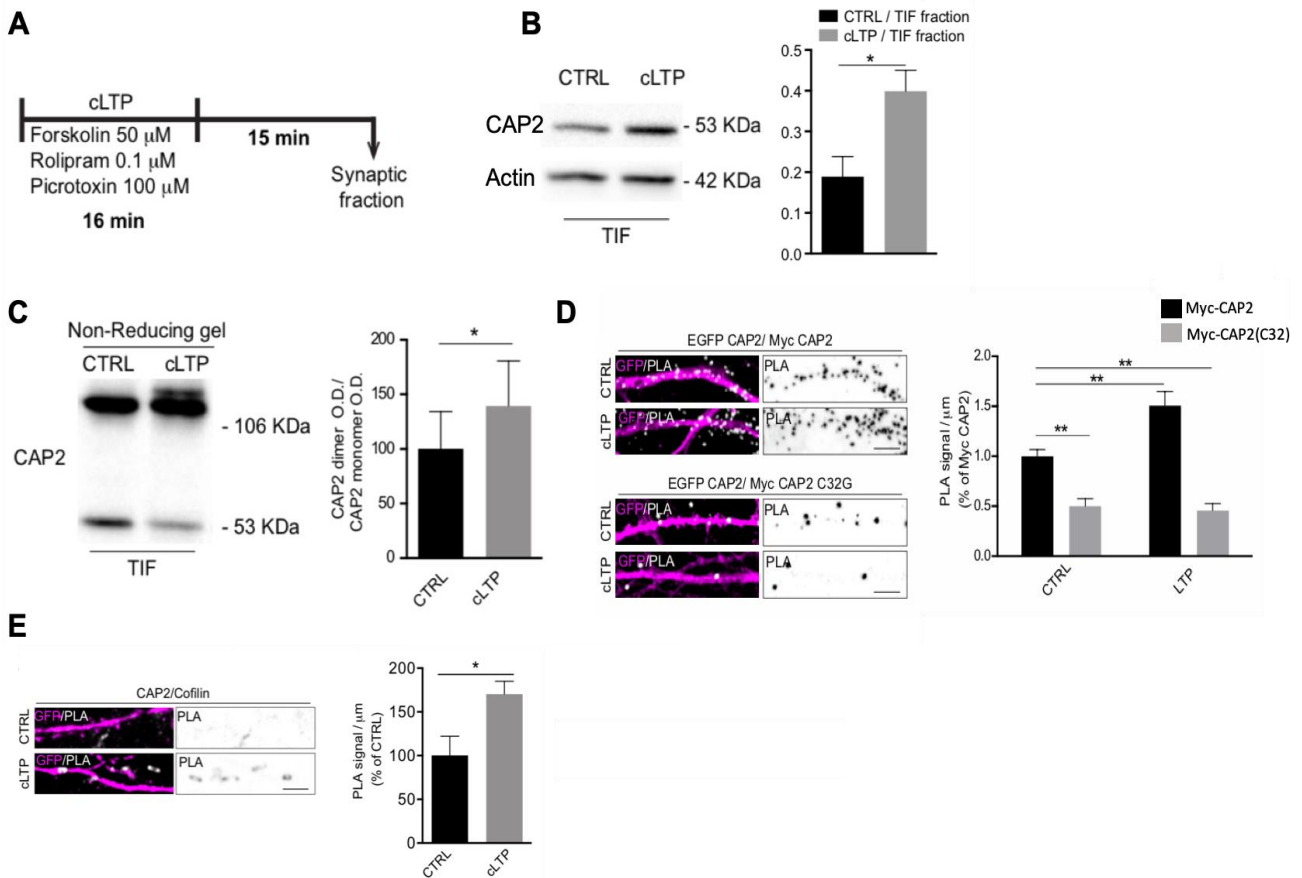 A
cLTP
Forskolin 50 µM
Rolipram 0.1 µM
Picrotoxin 100 µM
16 min
15 min
Synaptic
fraction
B
CTRL cLTP
CAP2
- 53 KDa
Actin
- 42 KDa
TIF
CTRL / TIF fraction
cLTP / TIF fraction
0.5
0.4
0.3
0.2
0.1
0.0
*
C
Non-Reducing gel
CTRL cLTP
CAP2
- 106 KDa
- 53 KDa
TIF
CAP2 dimer O.D./
CAP2 monomer O.D.
200
150
100
50
0
*
CTRL
cLTP
D
EGFP CAP2/ Myc CAP2
CTRL
GFP/PLA
PLA
cLTP
GFP/PLA
PLA
EGFP CAP2/ Myc CAP2 C32G
CTRL
GFP/PLA
PLA
cLTP
GFP/PLA
PLA
Myc-CAP2
Myc-CAP2(C32)
PLA signal / µm
(% of Myc CAP2)
2.0
1.5
1.0
0.5
0.0
**
**
**
CTRL
LTP
E
CAP2/Cofilin
CTRL
GFP/PLA
PLA
cLTP
GFP/PLA
PLA
PLA signal / µm
(% of CTRL)
200
150
100
50
0
*
CTRL
cLTP